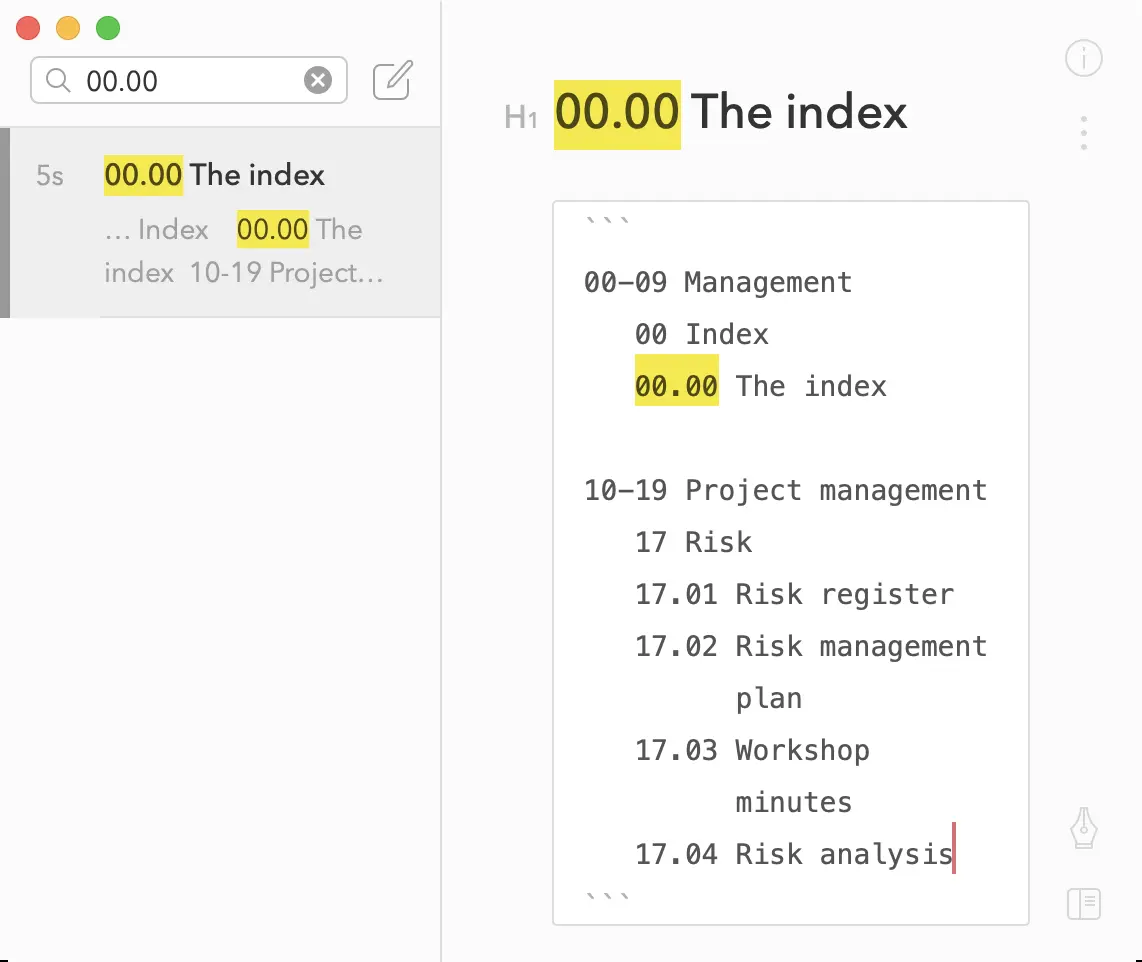 00.00
5s
00.00 The index
… Index 00.00 The
index 10-19 Project…
H1 00.00 The index
```
00-09 Management
00 Index
00.00 The index
10-19 Project management
17 Risk
17.01 Risk register
17.02 Risk management
plan
17.03 Workshop
minutes
17.04 Risk analysis
```